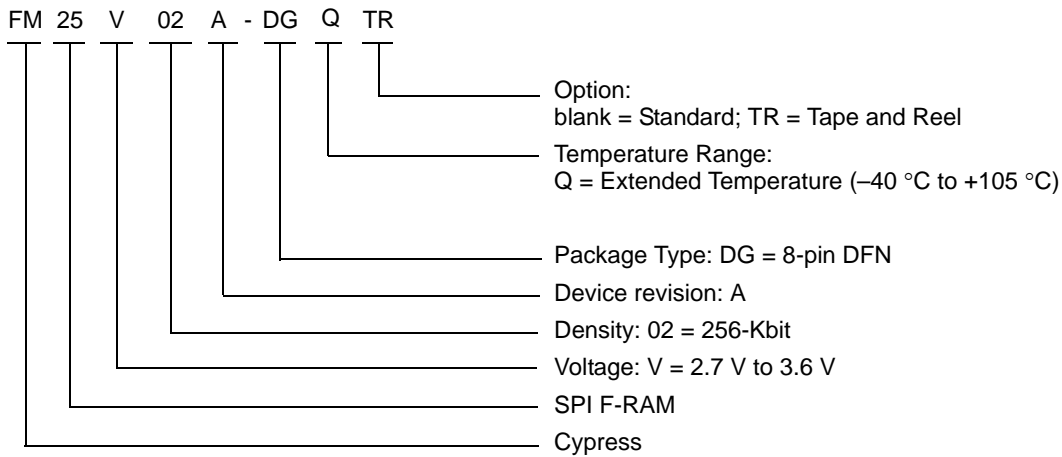 FM 25 V 02 A - DG Q TR
Option:
blank = Standard; TR = Tape and Reel
Temperature Range:
Q = Extended Temperature (–40 °C to +105 °C)
Package Type: DG = 8-pin DFN
Device revision: A
Density: 02 = 256-Kbit
Voltage: V = 2.7 V to 3.6 V
SPI F-RAM
Cypress